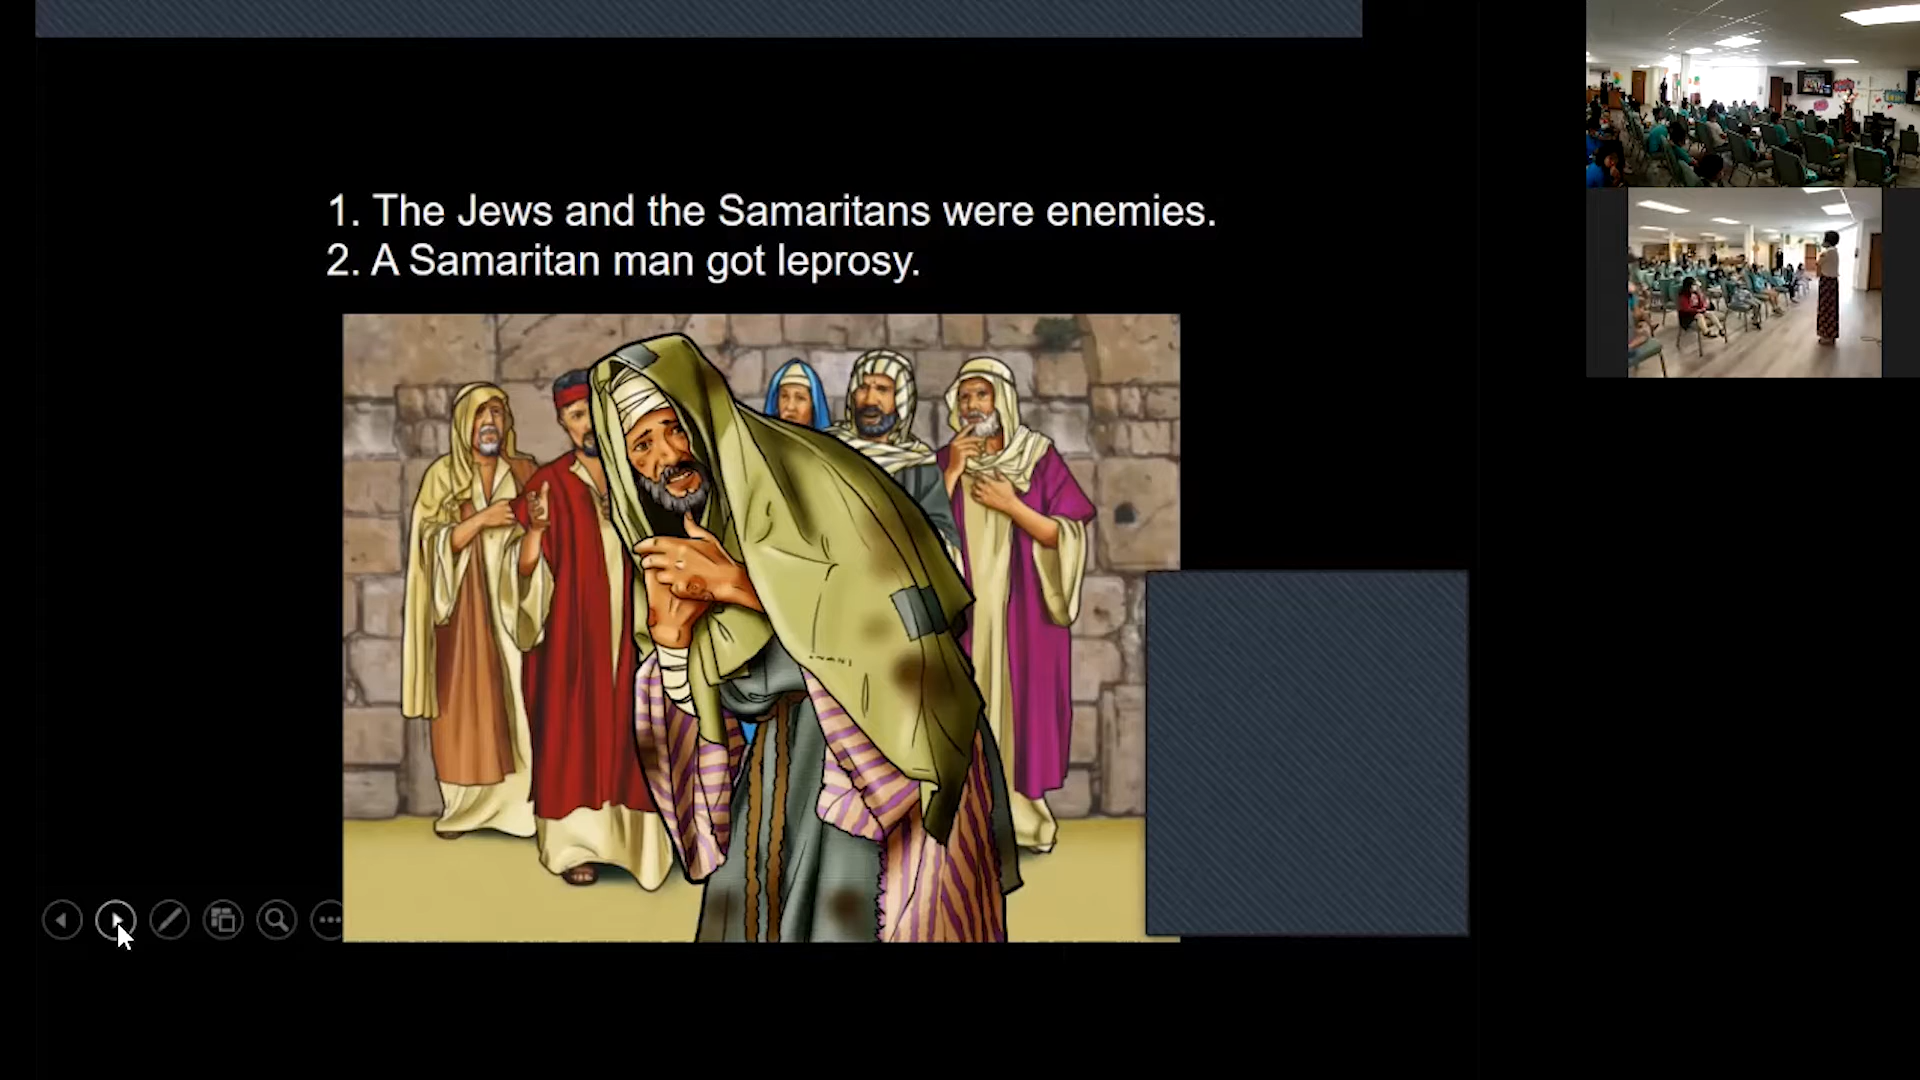 1. The Jews and the Samaritans were enemies.
2. A Samaritan man got leprosy.